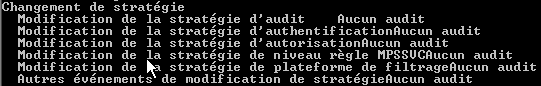 Changement de stratégie
Modification de la stratégie d'audit    Aucun audit
Modification de la stratégie d'authentificationAucun audit
Modification de la stratégie d'autorisationAucun audit
Modification de la stratégie de niveau règle MPSSVCAucun audit
Modification de la stratégie de plateforme de filtrageAucun audit
Autres événements de modification de stratégieAucun audit